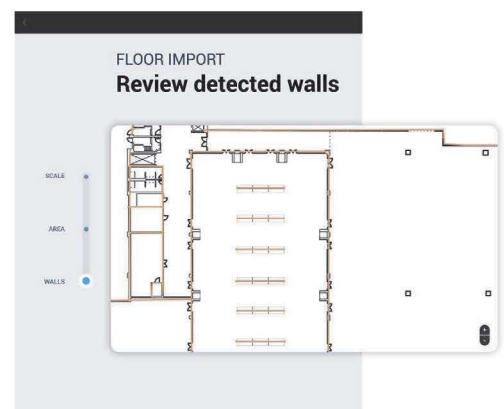 FLOOR IMPORT
Review detected walls
SCALE
AREA
WALLS
+
-